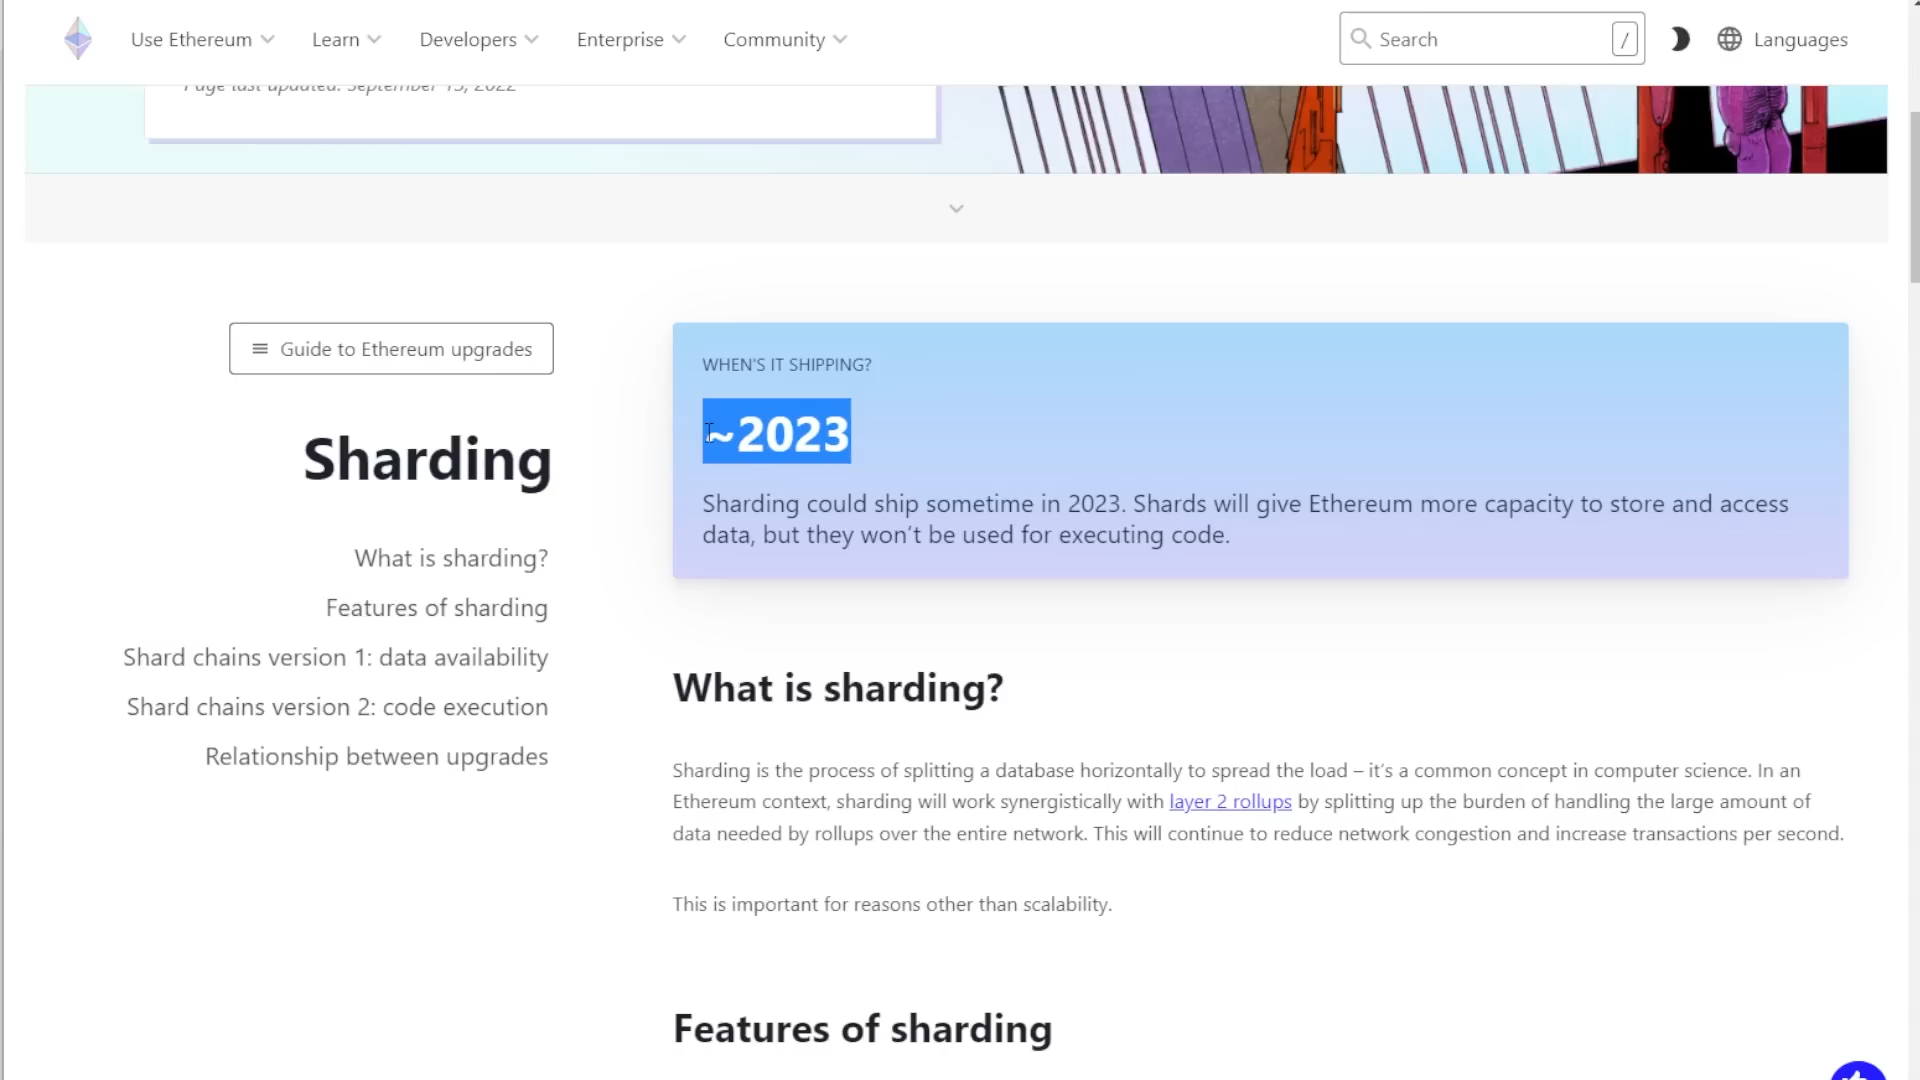 Use Ethereum
Learn
Developers
Enterprise
Community
Search
/
Languages
Page last updated: September 15, 2022
Guide to Ethereum upgrades
Sharding
What is sharding?
Features of sharding
Shard chains version 1: data availability
Shard chains version 2: code execution
Relationship between upgrades
WHEN'S IT SHIPPING?
~2023
Sharding could ship sometime in 2023. Shards will give Ethereum more capacity to store and access
data, but they won’t be used for executing code.
What is sharding?
Sharding is the process of splitting a database horizontally to spread the load – it’s a common concept in computer science. In an
Ethereum context, sharding will work synergistically with layer 2 rollups by splitting up the burden of handling the large amount of
data needed by rollups over the entire network. This will continue to reduce network congestion and increase transactions per second.
This is important for reasons other than scalability.
Features of sharding